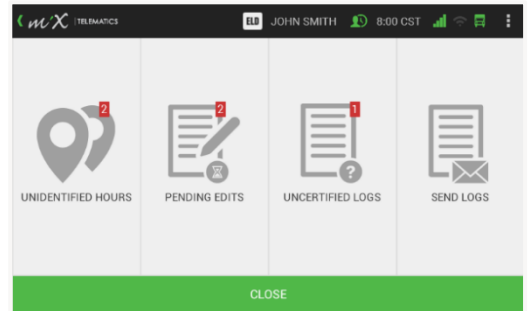 mix TELEMATICS ELD JOHN SMITH 8:00 CST
2 2 1
UNIDENTIFIED HOURS PENDING EDITS UNCERTIFIED LOGS SEND LOGS
?
CLOSE